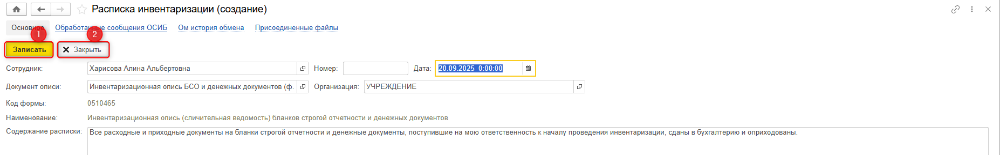 Расписка инвентаризации (создание)
Основное Обработанные сообщения ОСИБ Ом история обмена Присоединенные файлы
1 2
Записать Закрыть
Сотрудник: Харисова Алина Альбертовна Номер: Дата: 20.09.2025 0:00:00
Документ описи: Инвентаризационная опись БСО и денежных документов (ф. Организация: УЧРЕЖДЕНИЕ
Код формы: 0510465
Наименование: Инвентаризационная опись (сличительная ведомость) бланков строгой отчетности и денежных документов
Содержание расписки: Все расходные и приходные документы на бланки строгой отчетности и денежные документы, поступившие на мою ответственность к началу проведения инвентаризации, сданы в бухгалтерию и оприходованы.